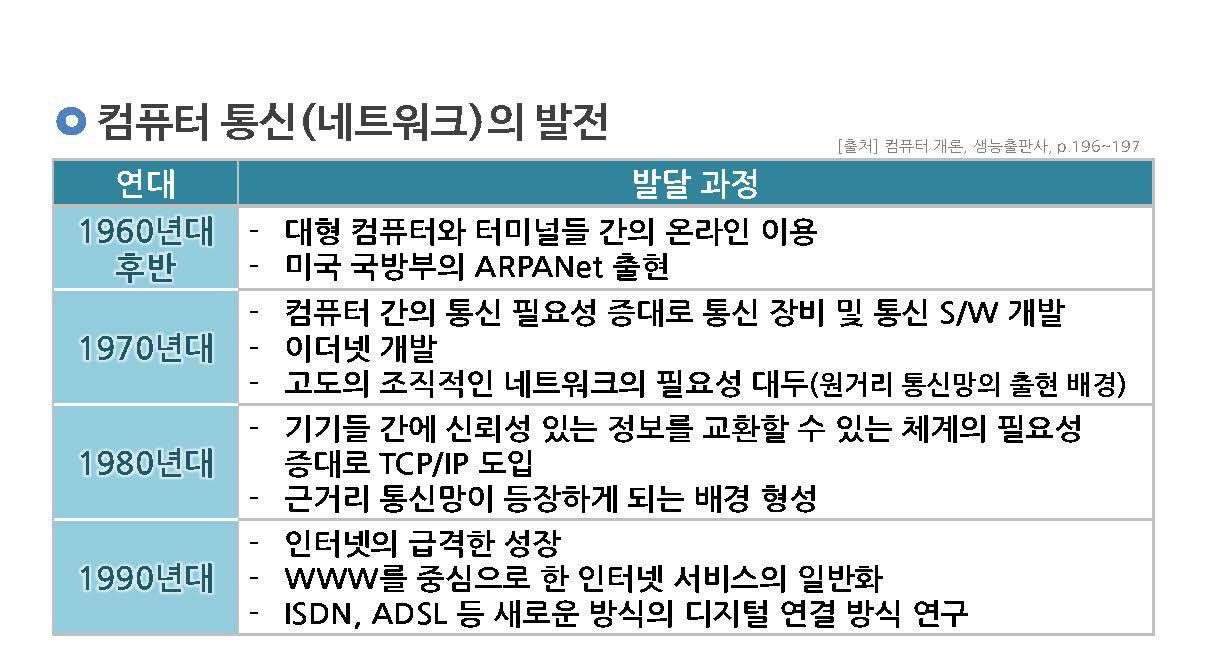 컴퓨터 통신(네트워크)의 발전
[출처] 컴퓨터 개론, 생능출판사, p.196~197
연대 발달 과정
1960년대
후반
- 대형 컴퓨터와 터미널들 간의 온라인 이용
- 미국 국방부의 ARPANet 출현
1970년대
- 컴퓨터 간의 통신 필요성 증대로 통신 장비 및 통신 S/W 개발
- 이더넷 개발
- 고도의 조직적인 네트워크의 필요성 대두(원거리 통신망의 출현 배경)
1980년대
- 기기들 간에 신뢰성 있는 정보를 교환할 수 있는 체계의 필요성
증대로 TCP/IP 도입
- 근거리 통신망이 등장하게 되는 배경 형성
1990년대
- 인터넷의 급격한 성장
- WWW를 중심으로 한 인터넷 서비스의 일반화
- ISDN, ADSL 등 새로운 방식의 디지털 연결 방식 연구